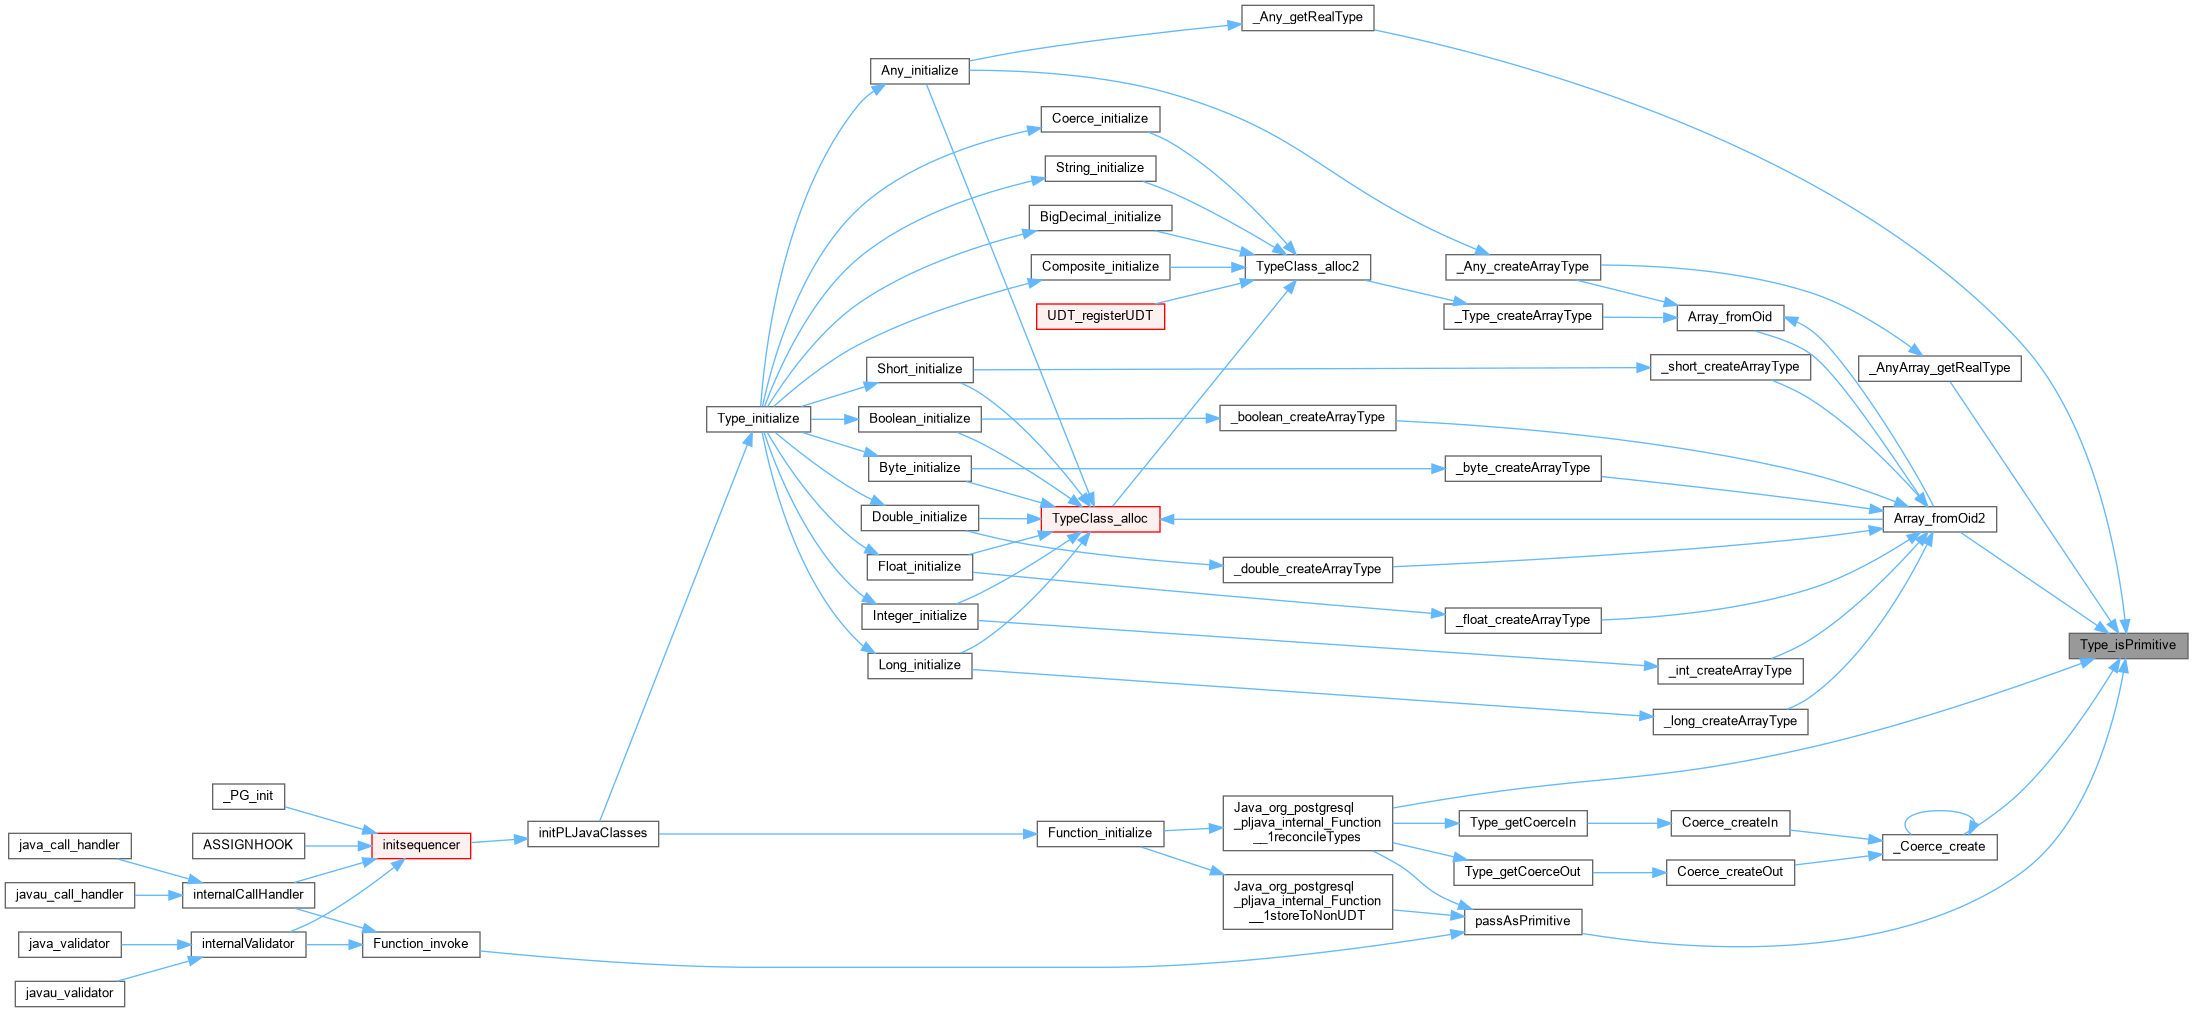 _Any_getRealType
Any_initialize
Coerce_initialize
String_initialize
BigDecimal_initialize
Composite_initialize
TypeClass_alloc2
_Any_createArrayType
UDT_registerUDT
_Type_createArrayType
Array_fromOid
Short_initialize
_short_createArrayType
_AnyArray_getRealType
Type_initialize
Boolean_initialize
_boolean_createArrayType
Byte_initialize
_byte_createArrayType
Double_initialize
TypeClass_alloc
Array_fromOid2
Float_initialize
_double_createArrayType
Integer_initialize
_float_createArrayType
Type_isPrimitive
Long_initialize
_int_createArrayType
_long_createArrayType
_PG_init
java_call_handler
ASSIGNHOOK
initsequencer
initPLJavaClasses
Function_initialize
Java_org_postgresql
_pljava_internal_Function
__1reconcileTypes
Type_getCoerceIn
Coerce_createIn
_Coerce_create
javau_call_handler
internalCallHandler
Java_org_postgresql
_pljava_internal_Function
__1storeToNonUDT
Type_getCoerceOut
Coerce_createOut
passAsPrimitive
java_validator
internalValidator
Function_invoke
javau_validator